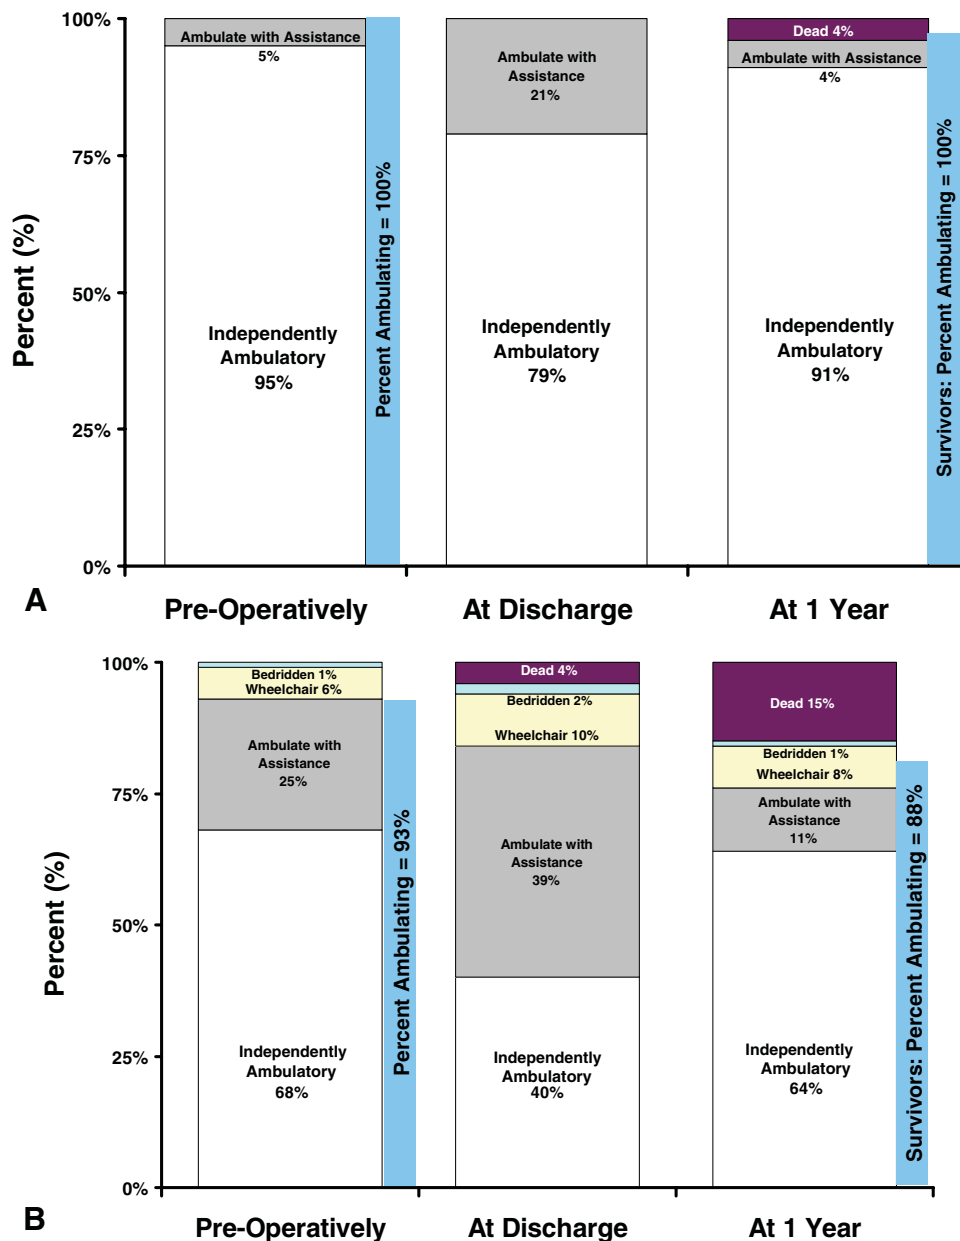 100%
75%
50%
25%
0%
Percent (%)
Ambulate with Assistance
5%
Independently
Ambulatory
95%
Percent Ambulating = 100%
Ambulate with
Assistance
21%
Independently
Ambulatory
79%
Dead 4%
Ambulate with Assistance
4%
Independently
Ambulatory
91%
Survivors: Percent Ambulating = 100%
A
Pre-Operatively
At Discharge
At 1 Year
100%
75%
50%
25%
0%
Percent (%)
Bedridden 1%
Wheelchair 6%
Ambulate with
Assistance
25%
Independently
Ambulatory
68%
Percent Ambulating = 93%
Dead 4%
Bedridden 2%
Wheelchair 10%
Ambulate with
Assistance
39%
Independently
Ambulatory
40%
Dead 15%
Bedridden 1%
Wheelchair 8%
Ambulate with
Assistance
11%
Independently
Ambulatory
64%
Survivors: Percent Ambulating = 88%
B
Pre-Operatively
At Discharge
At 1 Year